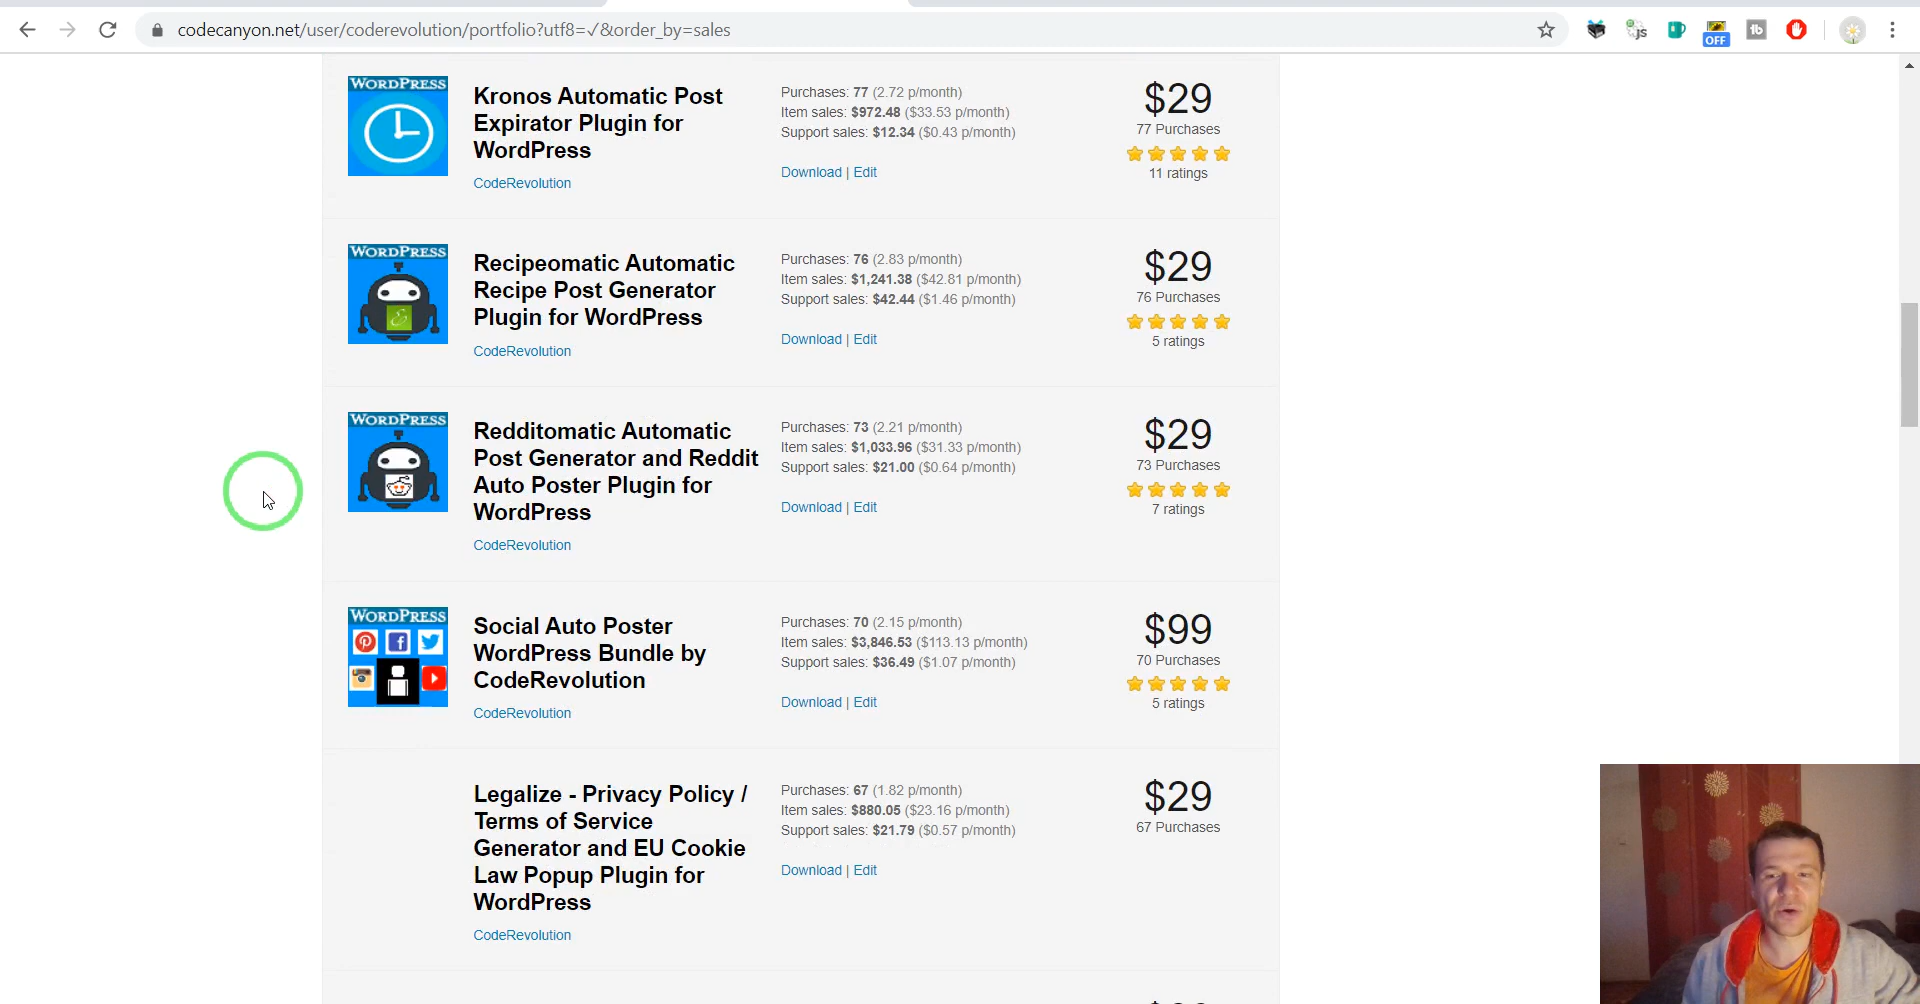 codecanyon.net/user/coderevolution/portfolio?utf8=✓&order_by=sales
JS
OFF
tb
WORDPRESS
Kronos Automatic Post
Expirator Plugin for
WordPress
CodeRevolution
Purchases: 77 (2.72 p/month)
Item sales: $972.48 ($33.53 p/month)
Support sales: $12.34 ($0.43 p/month)
Download | Edit
$29
77 Purchases
11 ratings
WORDPRESS
Recipeomatic Automatic
Recipe Post Generator
Plugin for WordPress
CodeRevolution
Purchases: 76 (2.83 p/month)
Item sales: $1,241.38 ($42.81 p/month)
Support sales: $42.44 ($1.46 p/month)
Download | Edit
$29
76 Purchases
5 ratings
WORDPRESS
Redditomatic Automatic
Post Generator and Reddit
Auto Poster Plugin for
WordPress
CodeRevolution
Purchases: 73 (2.21 p/month)
Item sales: $1,033.96 ($31.33 p/month)
Support sales: $21.00 ($0.64 p/month)
Download | Edit
$29
73 Purchases
7 ratings
WORDPRESS
Social Auto Poster
WordPress Bundle by
CodeRevolution
CodeRevolution
Purchases: 70 (2.15 p/month)
Item sales: $3,846.53 ($113.13 p/month)
Support sales: $36.49 ($1.07 p/month)
Download | Edit
$99
70 Purchases
5 ratings
Legalize - Privacy Policy /
Terms of Service
Generator and EU Cookie
Law Popup Plugin for
WordPress
CodeRevolution
Purchases: 67 (1.82 p/month)
Item sales: $880.05 ($23.16 p/month)
Support sales: $21.79 ($0.57 p/month)
Download | Edit
$29
67 Purchases